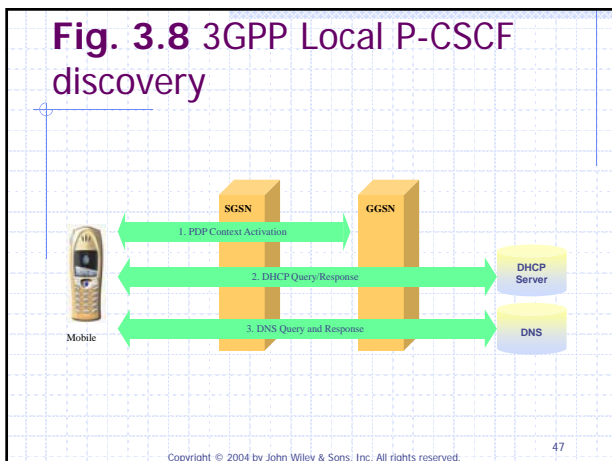 Fig. 3.8 3GPP Local P-CSCF
discovery
SGSN
GGSN
1. PDP Context Activation
2. DHCP Query/Response
DHCP
Server
3. DNS Query and Response
DNS
Mobile
47
Copyright © 2004 by John Wiley & Sons, Inc. All rights reserved.